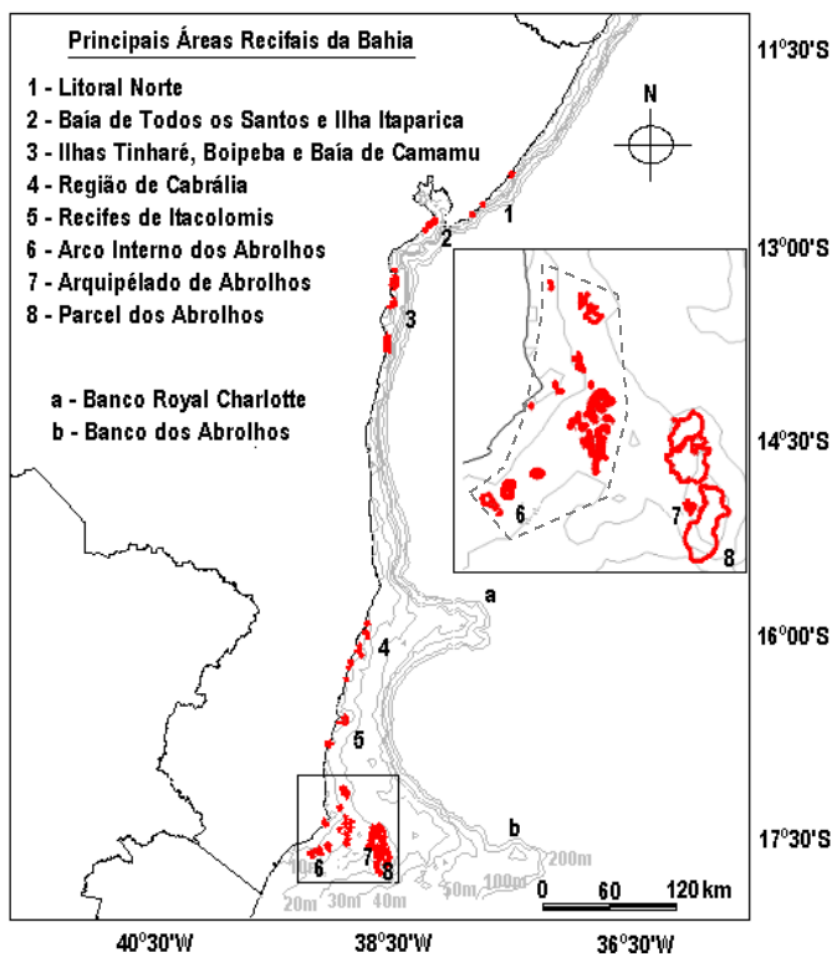 Principais Áreas Recifais da Bahia
1 - Litoral Norte
2 - Baía de Todos os Santos e Ilha Itaparica
3 - Ilhas Tinharé, Boipeba e Baía de Camamu
4 - Região de Cabrália
5 - Recifes de Itacolomis
6 - Arco Interno dos Abrolhos
7 - Arquipélado de Abrolhos
8 - Parcel dos Abrolhos
a - Banco Royal Charlotte
b - Banco dos Abrolhos
11°30'S
N
1
2
13°00'S
3
14°30'S
6
7
8
a
16°00'S
4
5
b
17°30'S
6
7
8
10m
20m
30m
40m
50m
100m
200m
0 60 120 km
40°30'W
38°30'W
36°30'W